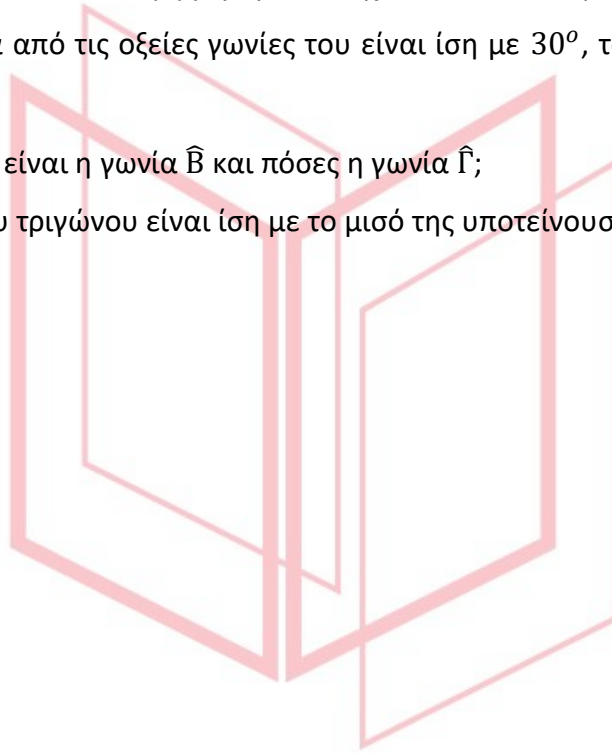 από τις οξείες γωνίες του είναι ίση με 30°,
είναι η γωνία Β̂ και πόσες η γωνία Γ̂;
τριγώνου είναι ίση με το μισό της